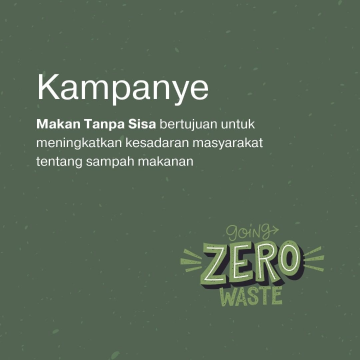 Kampanye
Makan Tanpa Sisa bertujuan untuk
meningkatkan kesadaran masyarakat
tentang sampah makanan
going
ZERO
WASTE